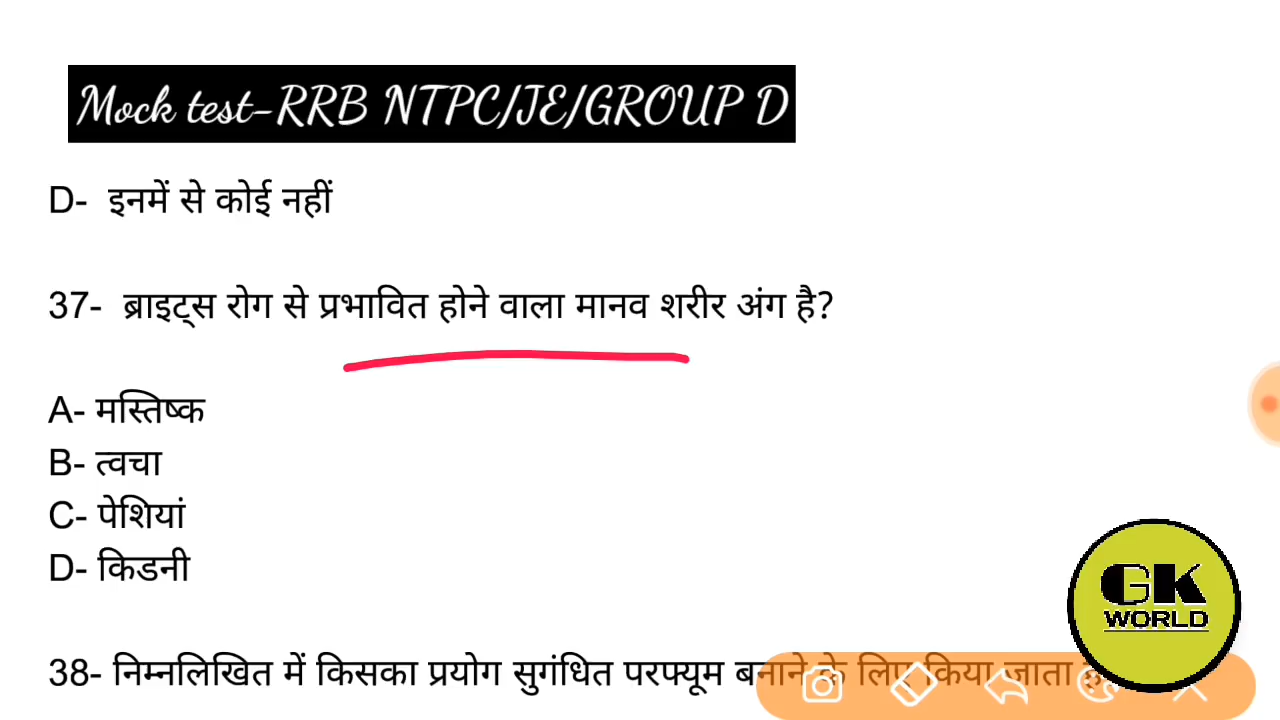 Mock test-RRB NTPC/JE/GROUP D
D- इनमें से कोई नहीं
37- ब्राइट्स रोग से प्रभावित होने वाला मानव शरीर अंग है?
A- मस्तिष्क
B- त्वचा
C- पेशियां
D- किडनी
GK
WORLD
38- निम्नलिखित में किसका प्रयोग सुगंधित परफ्यूम बनाने के लिए किया जाता